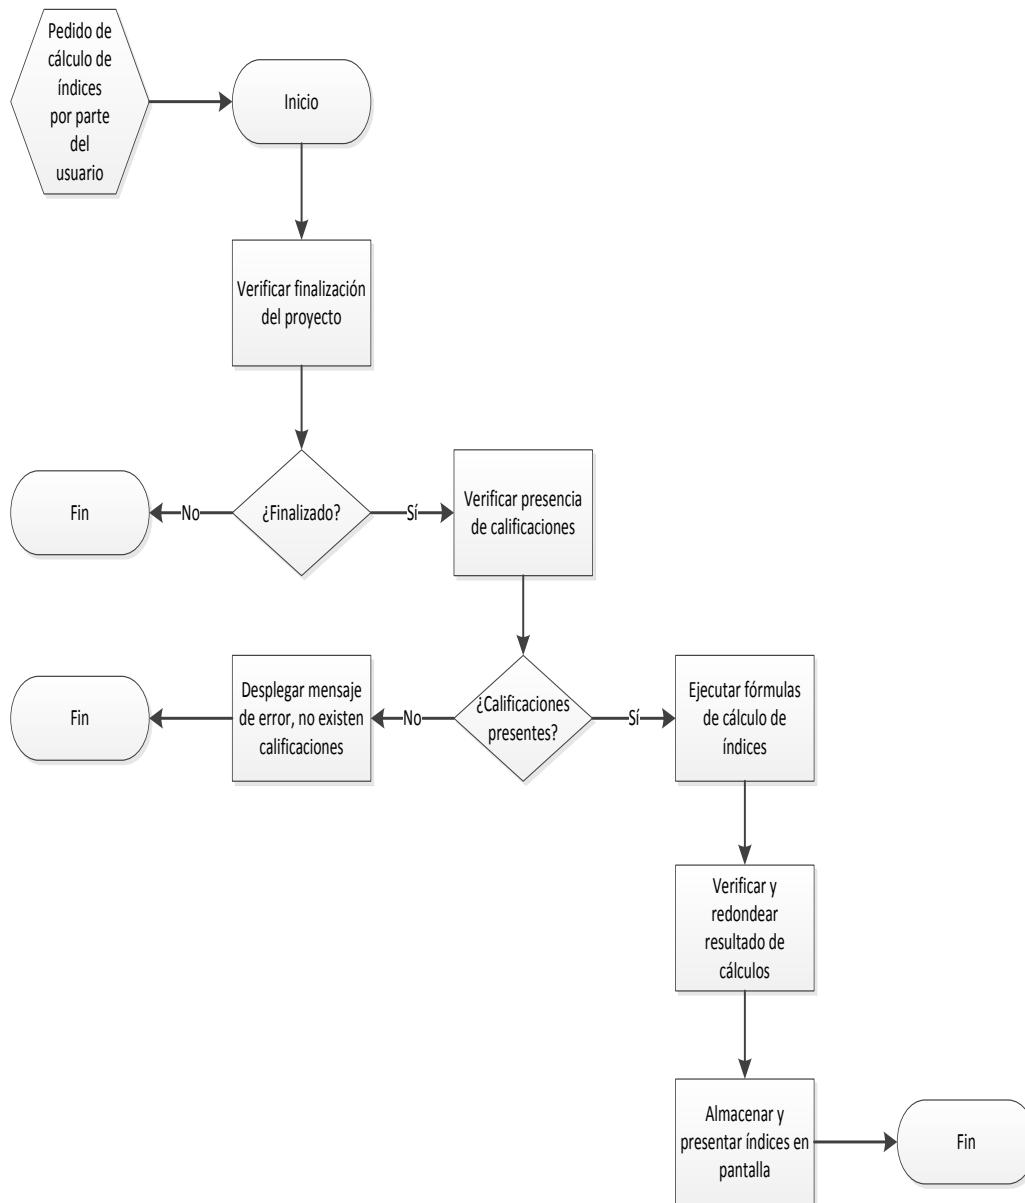 Pedido de
cálculo de
índices
por parte
del
usuario
Inicio
Verificar finalización
del proyecto
Fin
No
¿Finalizado?
Sí
Verificar presencia
de calificaciones
Fin
Desplegar mensaje
de error, no existen
calificaciones
No
¿Calificaciones
presentes?
Sí
Ejecutar fórmulas
de cálculo de
índices
Verificar y
redondear
resultado de
cálculos
Almacenar y
presentar índices en
pantalla
Fin